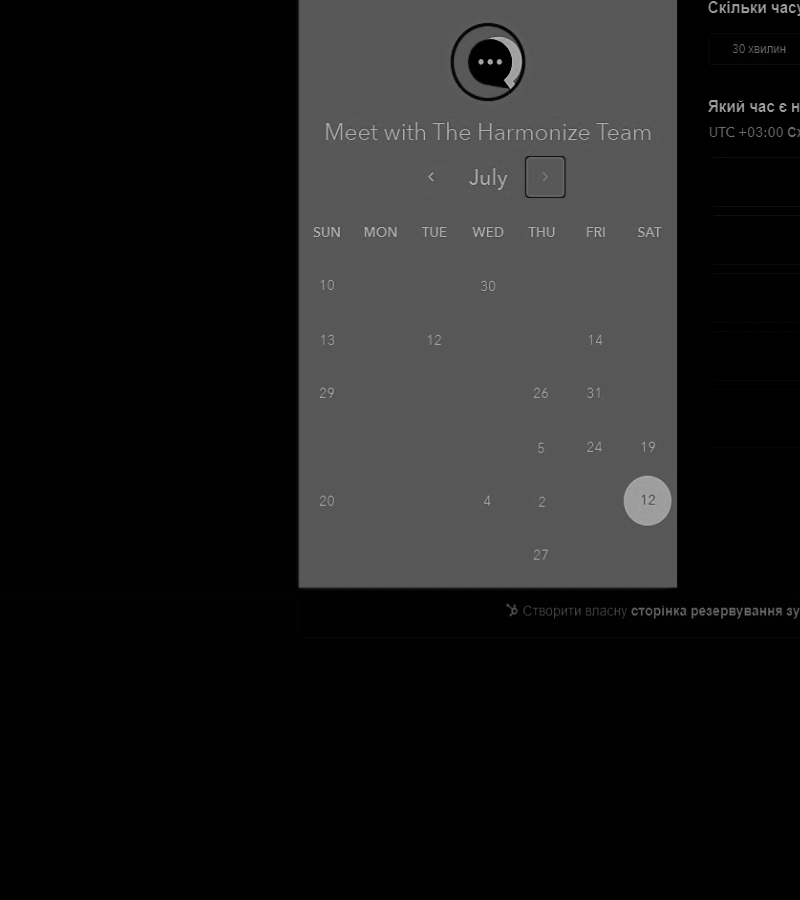 Скільки часу
30 хвилин
Meet with The Harmonize Team
Який час є н
UTC +03:00 Сх
July
SUN MON TUE WED THU FRI SAT
10 30
13 12 14
29 26 31
5 24 19
20 4 2 12
27
Створити власну сторінка резервування зу